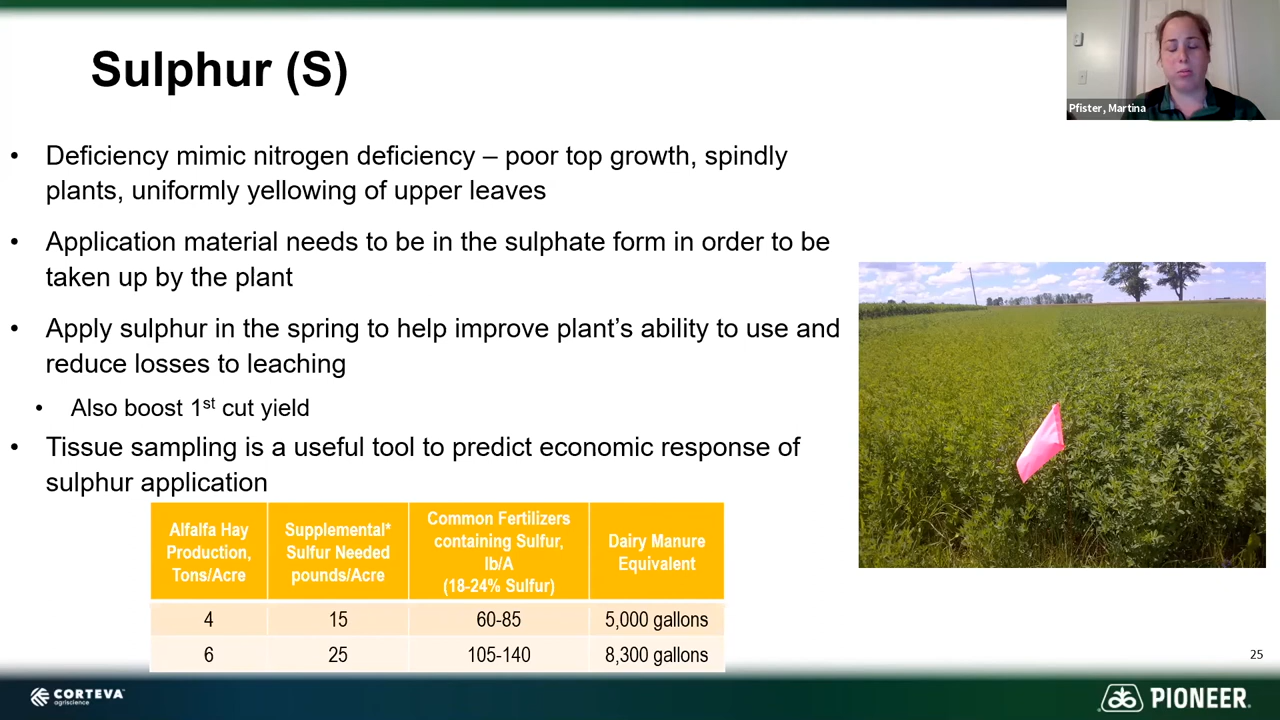 Sulphur (S)
Pfister, Martina
• Deficiency mimic nitrogen deficiency – poor top growth, spindly
plants, uniformly yellowing of upper leaves
• Application material needs to be in the sulphate form in order to be
taken up by the plant
• Apply sulphur in the spring to help improve plant's ability to use and
reduce losses to leaching
• Also boost 1st cut yield
• Tissue sampling is a useful tool to predict economic response of
sulphur application
Alfalfa Hay
Production,
Tons/Acre
Supplemental*
Sulfur Needed
pounds/Acre
Common Fertilizers
containing Sulfur,
lb/A
(18-24% Sulfur)
Dairy Manure
Equivalent
4 15 60-85 5,000 gallons
6 25 105-140 8,300 gallons
25
CORTEVA
agriscience
PIONEER